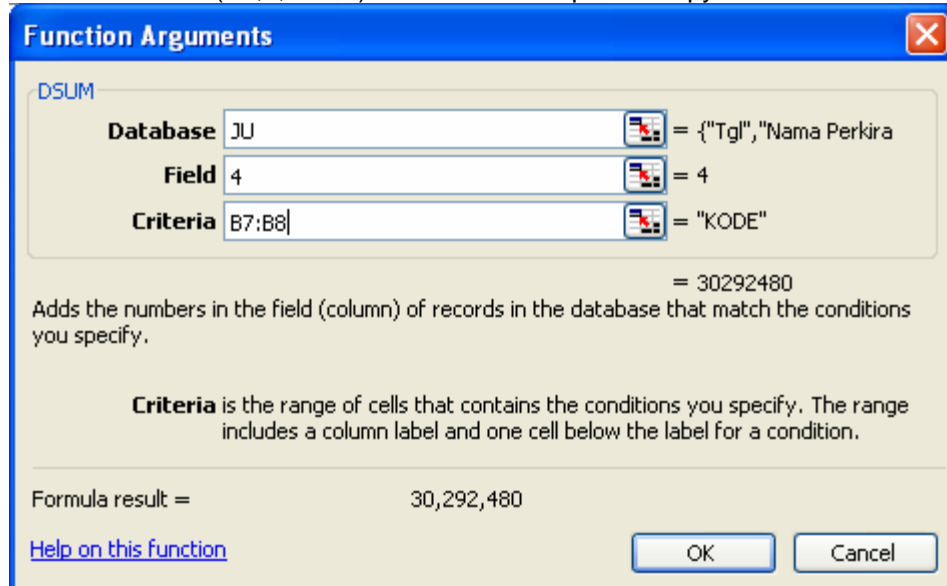 Function Arguments
DSUM
Database JU = {"Tgl","Nama Perkira
Field 4 = 4
Criteria B7:B8 = "KODE"
= 30292480
Adds the numbers in the field (column) of records in the database that match the conditions
you specify.
Criteria is the range of cells that contains the conditions you specify. The range
includes a column label and one cell below the label for a condition.
Formula result = 30,292,480
Help on this function OK Cancel